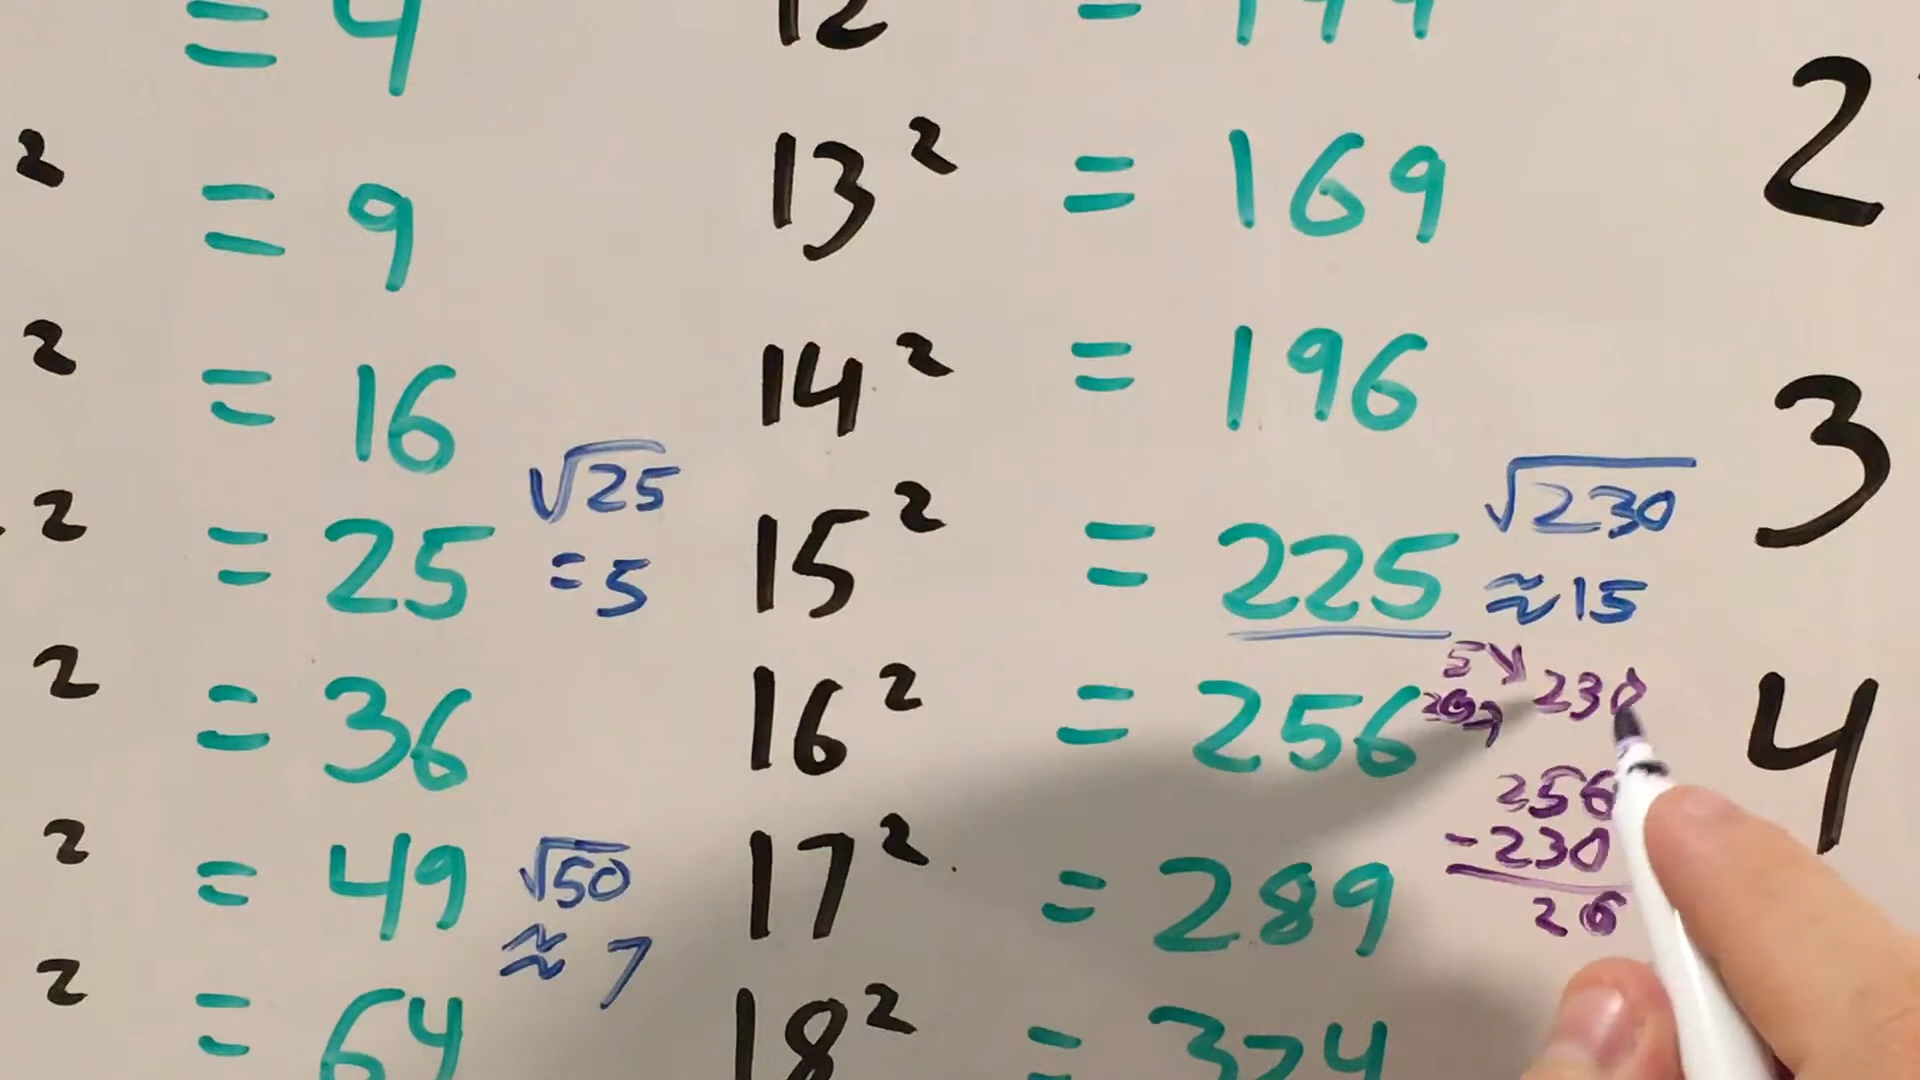 = 4
² = 9
² = 16
² = 25
√25
= 5
² = 36
² = 49
√50
≈ 7
² = 64
12 = 144
13² = 169
14² = 196
15² = 225
√230
≈ 15
5
26
230
16² = 256
256
-230
26
17² = 289
18² = 324
2
3
4